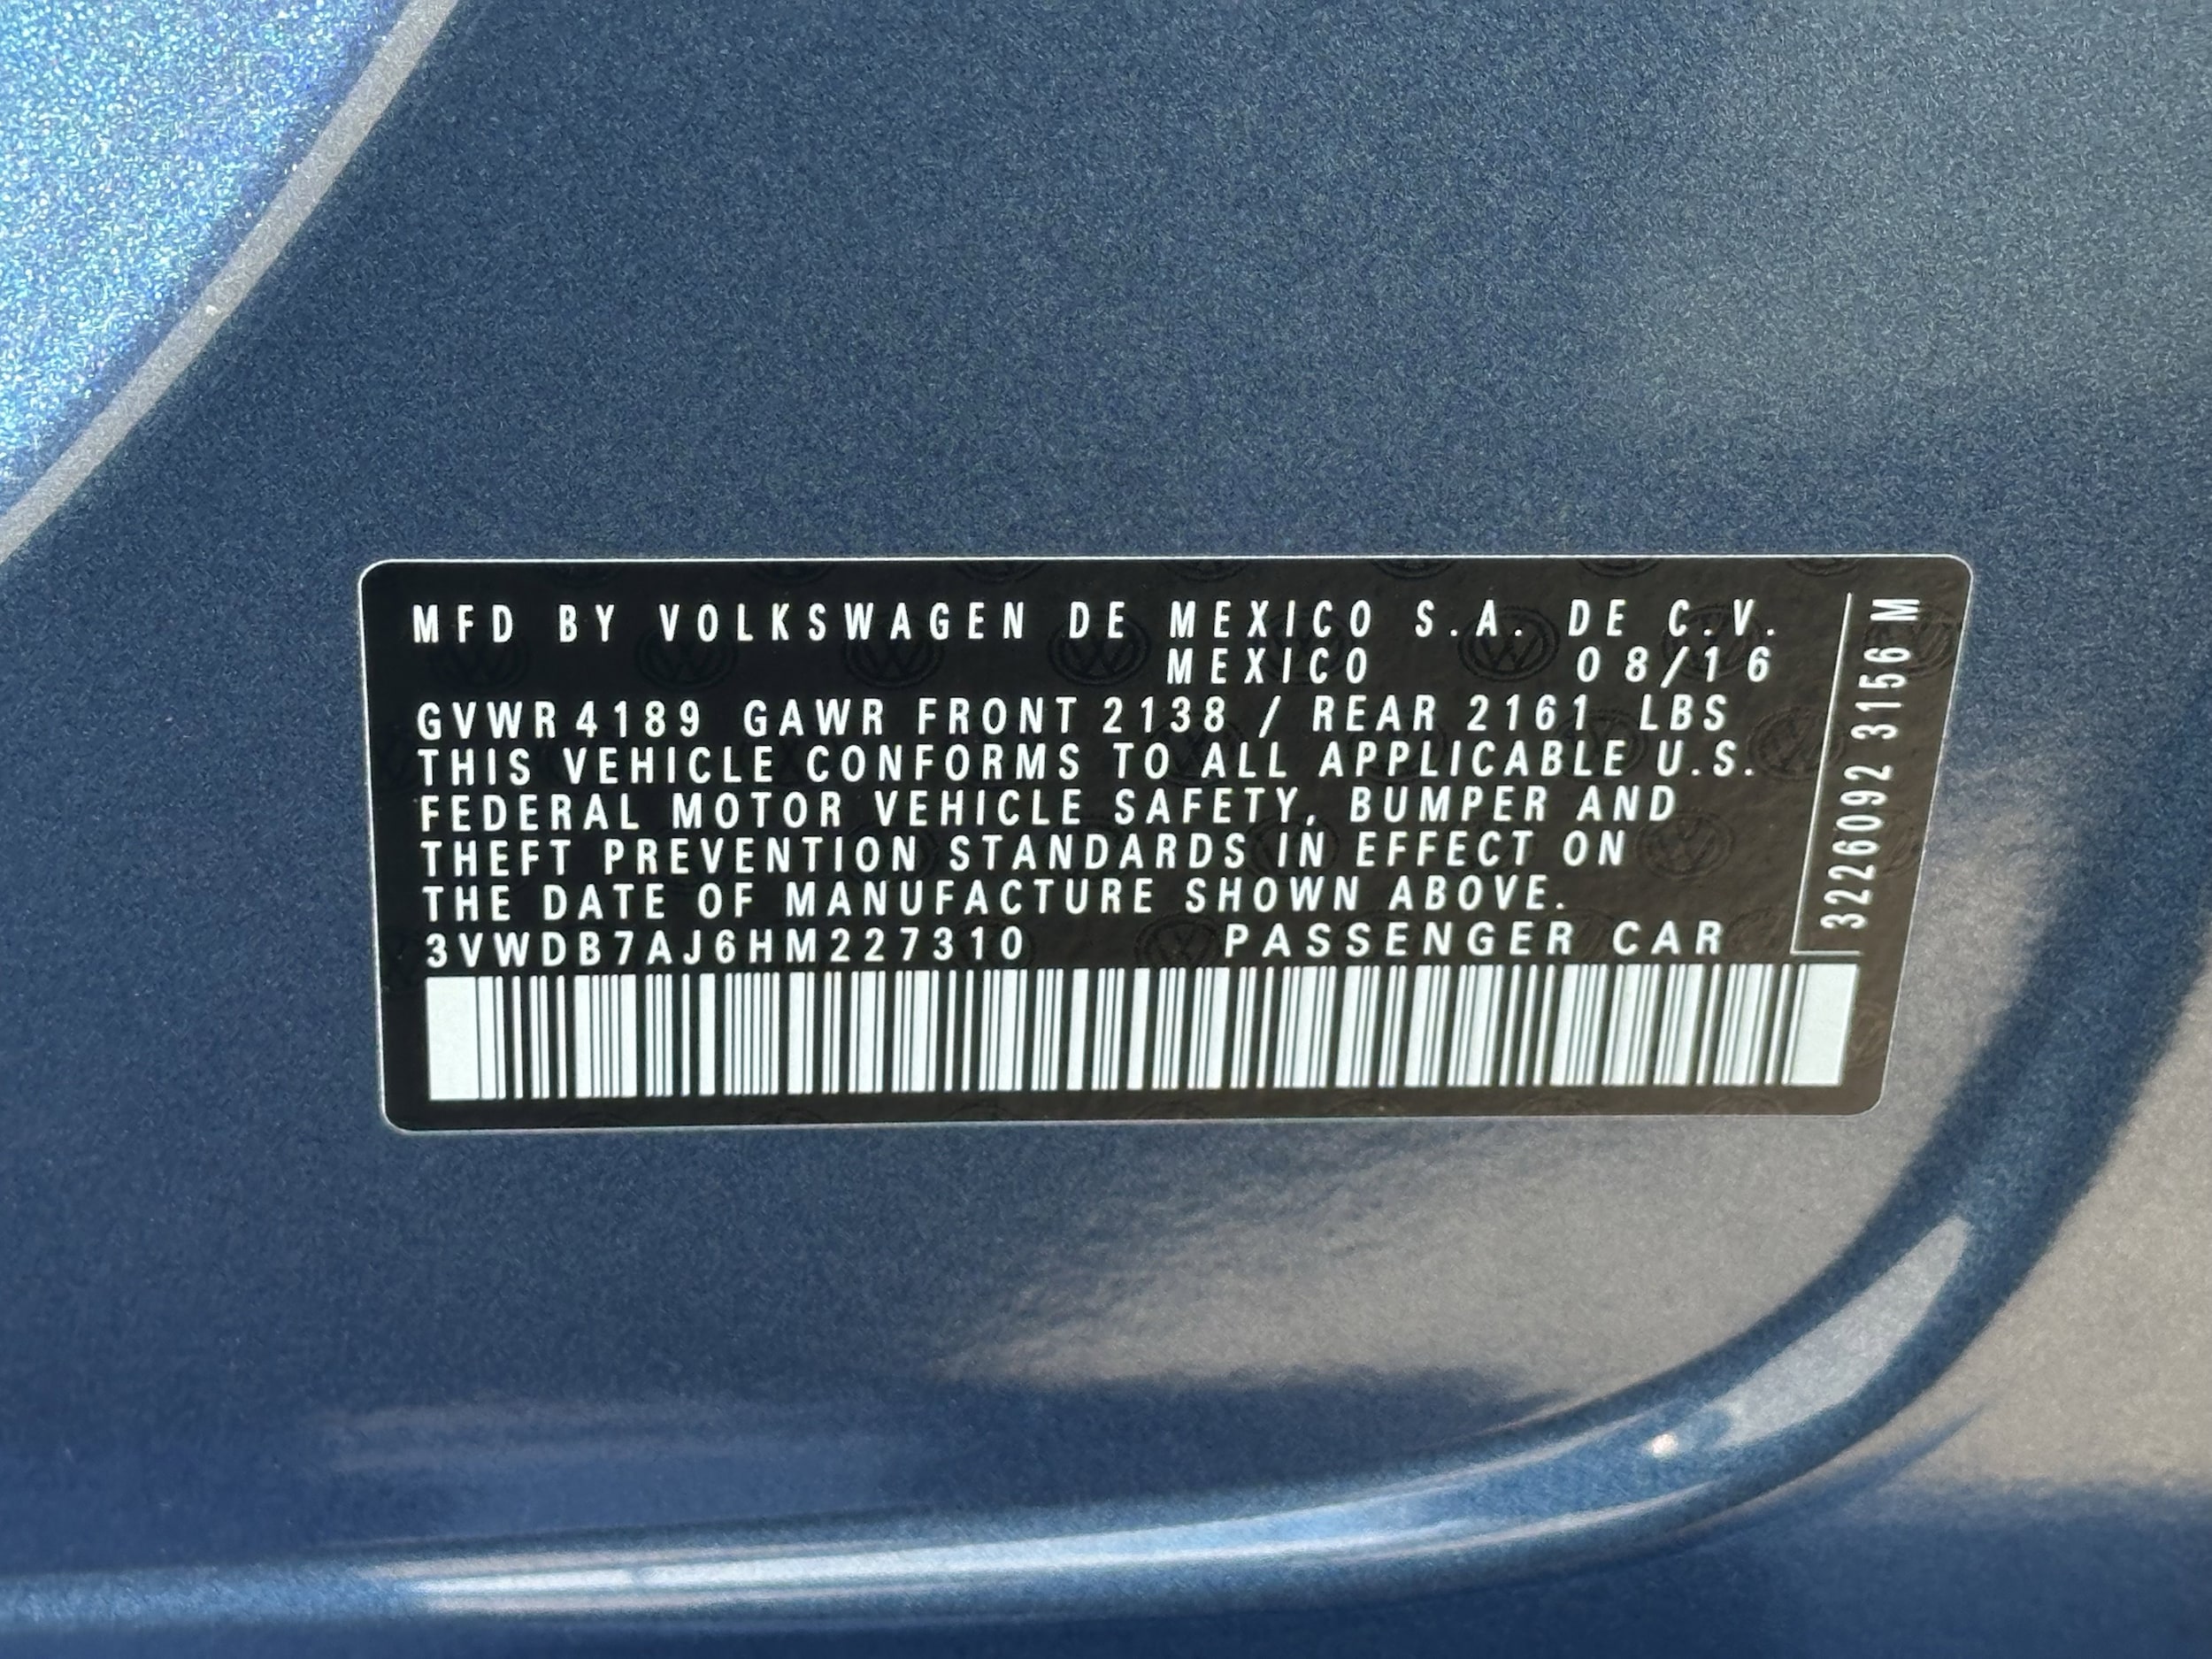 MFD BY VOLKSWAGEN DE MEXICO S.A. DE C.V.
MEXICO 08/16
GVWR 4189 GAWR FRONT 2138 / REAR 2161 LBS
THIS VEHICLE CONFORMS TO ALL APPLICABLE U.S.
FEDERAL MOTOR VEHICLE SAFETY, BUMPER AND
THEFT PREVENTION STANDARDS IN EFFECT ON
THE DATE OF MANUFACTURE SHOWN ABOVE.
3VWDB7AJ6HM227310 PASSENGER CAR
3226092 3156 M